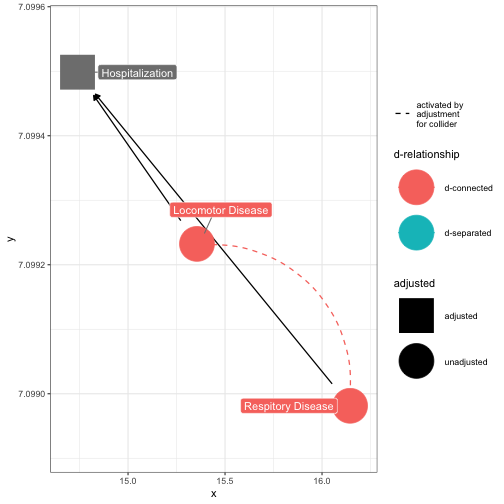 7.0996
7.0994
7.0992
7.0990
y
Hospitalization
Locomotor Disease
Respitory Disease
15.0
15.5
16.0
x
activated by
adjustment
for collider
d-relationship
d-connected
d-separated
adjusted
adjusted
unadjusted